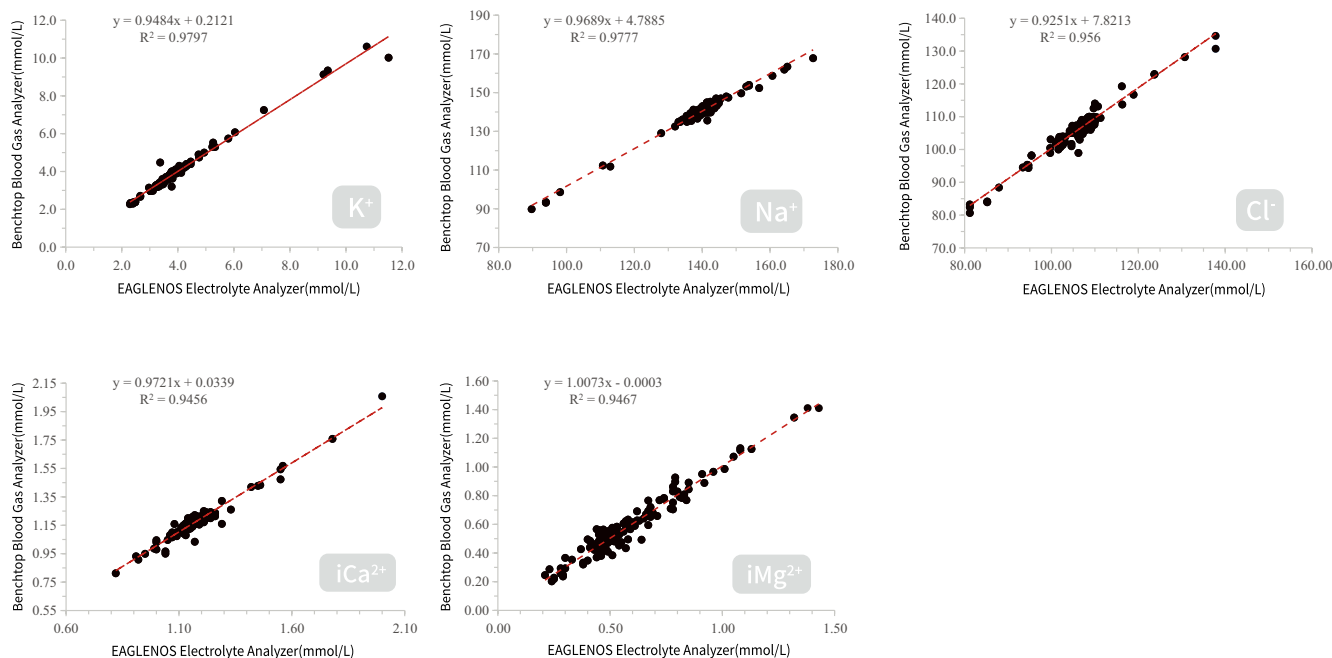 y = 0.9484x + 0.2121
R² = 0.9797
Benchtop Blood Gas Analyzer(mmol/L)
12.0
10.0
8.0
6.0
4.0
2.0
0.0
0.0 2.0 4.0 6.0 8.0 10.0 12.0
K⁺
EAGLENOS Electrolyte Analyzer(mmol/L)
y = 0.9689x + 4.7885
R² = 0.9777
Benchtop Blood Gas Analyzer(mmol/L)
190
170
150
130
110
90
70
80.0 100.0 120.0 140.0 160.0 180.0
Na⁺
EAGLENOS Electrolyte Analyzer(mmol/L)
y = 0.9251x + 7.8213
R² = 0.956
Benchtop Blood Gas Analyzer(mmol/L)
140.0
130.0
120.0
110.0
100.0
90.0
80.0
70.0
80.00 100.00 120.00 140.00 160.00
Cl⁻
EAGLENOS Electrolyte Analyzer(mmol/L)
y = 0.9721x + 0.0339
R² = 0.9456
Benchtop Blood Gas Analyzer(mmol/L)
2.15
1.95
1.75
1.55
1.35
1.15
0.95
0.75
0.55
0.60 1.10 1.60 2.10
iCa²⁺
EAGLENOS Electrolyte Analyzer(mmol/L)
y = 1.0073x - 0.0003
R² = 0.9467
Benchtop Blood Gas Analyzer(mmol/L)
1.60
1.40
1.20
1.00
0.80
0.60
0.40
0.20
0.00
0.00 0.50 1.00 1.50
iMg²⁺
EAGLENOS Electrolyte Analyzer(mmol/L)